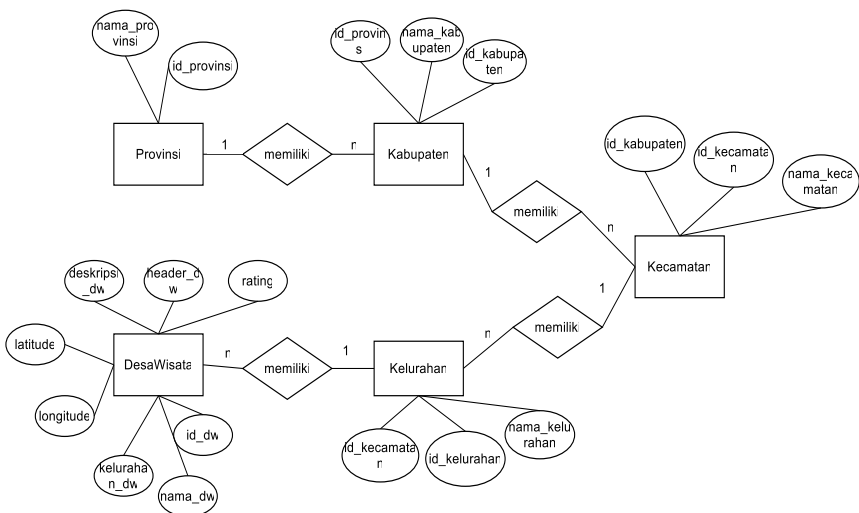 nama_pro
vinsi
id_provinsi
id_provin
s
nama_kab
upaten
id_kabupa
ten
Provinsi
1
memiliki
n
Kabupaten
1
memiliki
n
id_kabupaten
id_kecamata
n
nama_keca
matan
Kecamatan
1
memiliki
n
deskripsi
_dw
header_d
w
rating
latitude
longitude
DesaWisata
n
memiliki
1
Kelurahan
keluraha
n_dw
id_dw
nama_dw
id_kecamata
n
id_kelurahan
nama_kelu
rahan